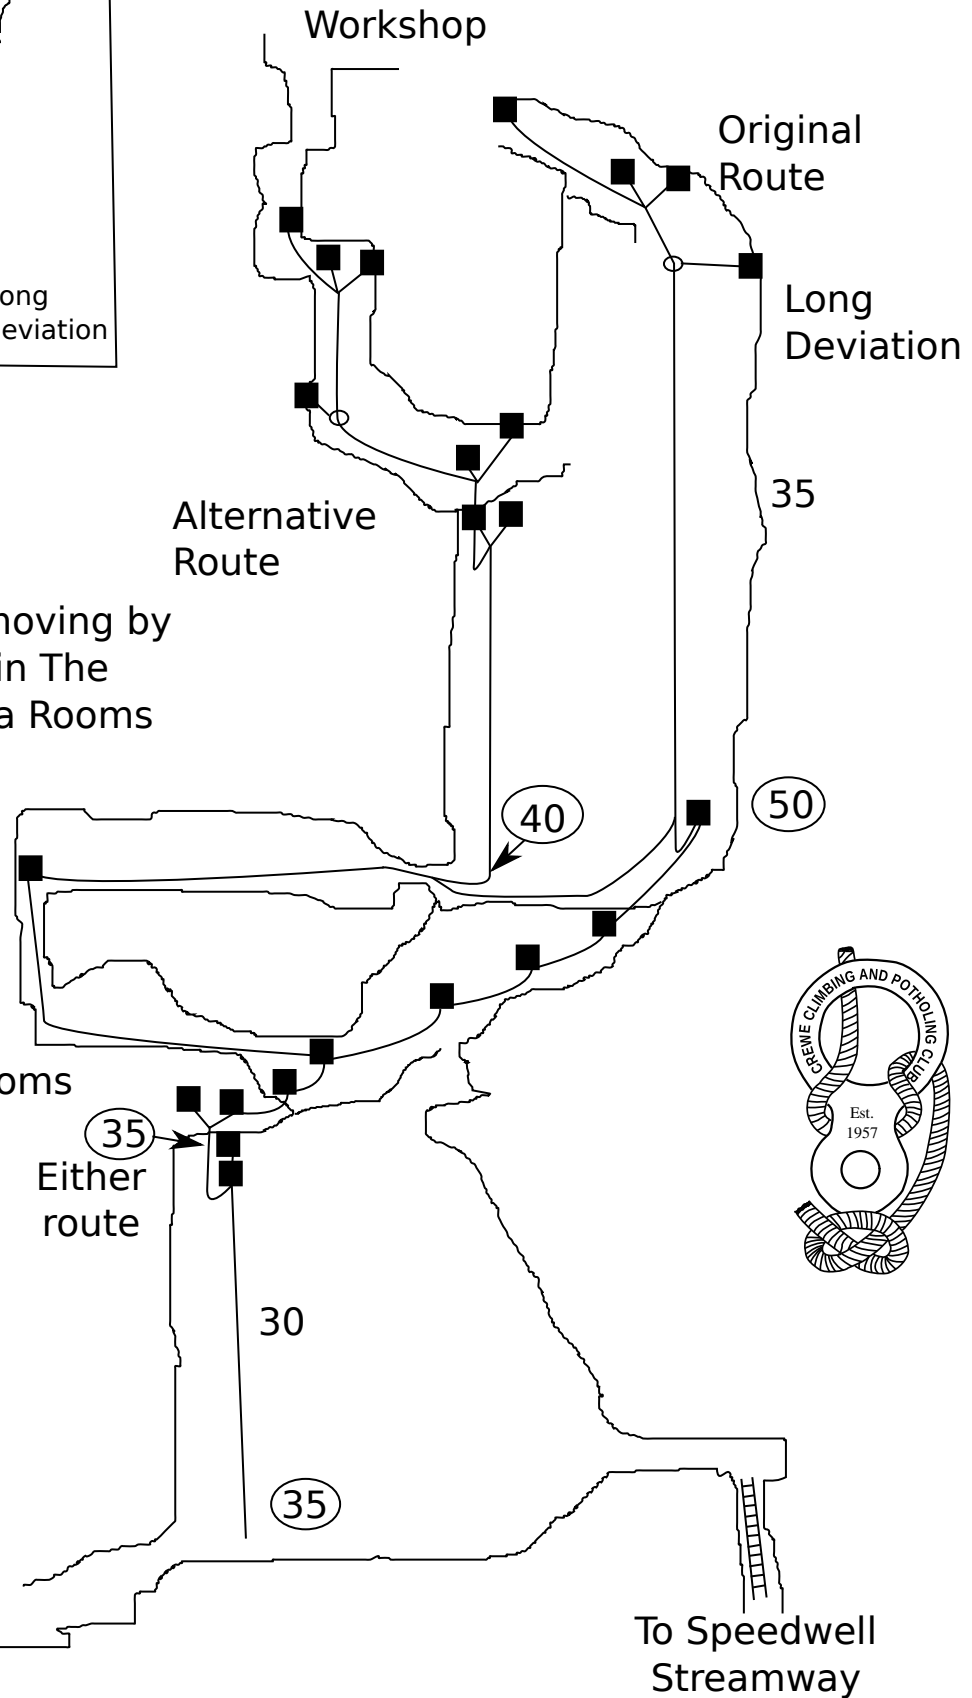 Workshop
Original
Route
ong
eviation
Long
Deviation
35
Alternative
Route
noving by
in The
a Rooms
40
50
CREWE CLIMBING AND POTHOLING CLUB
Est.
1957
oms
35
Either
route
30
35
To Speedwell
Streamway